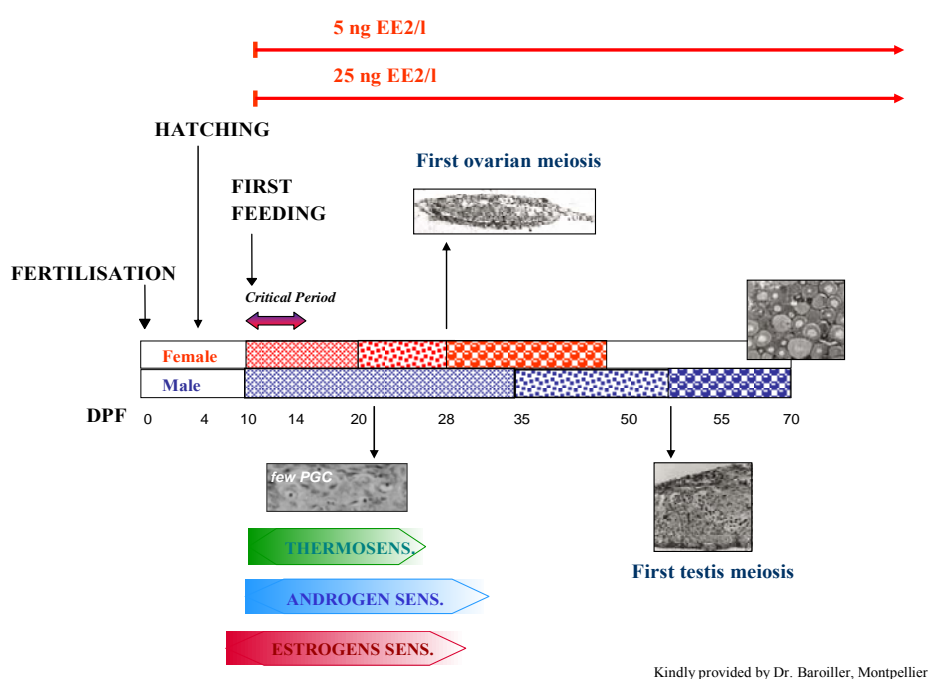 5 ng EE2/l
25 ng EE2/l
HATCHING
First ovarian meiosis
FIRST
FEEDING
FERTILISATION
Critical Period
Female
Male
DPF 0 4 10 14 20 28 35 50 55 70
few PGC
THERMOSENS.
First testis meiosis
ANDROGEN SENS.
ESTROGENS SENS.
Kindly provided by Dr. Baroiller, Montpellier